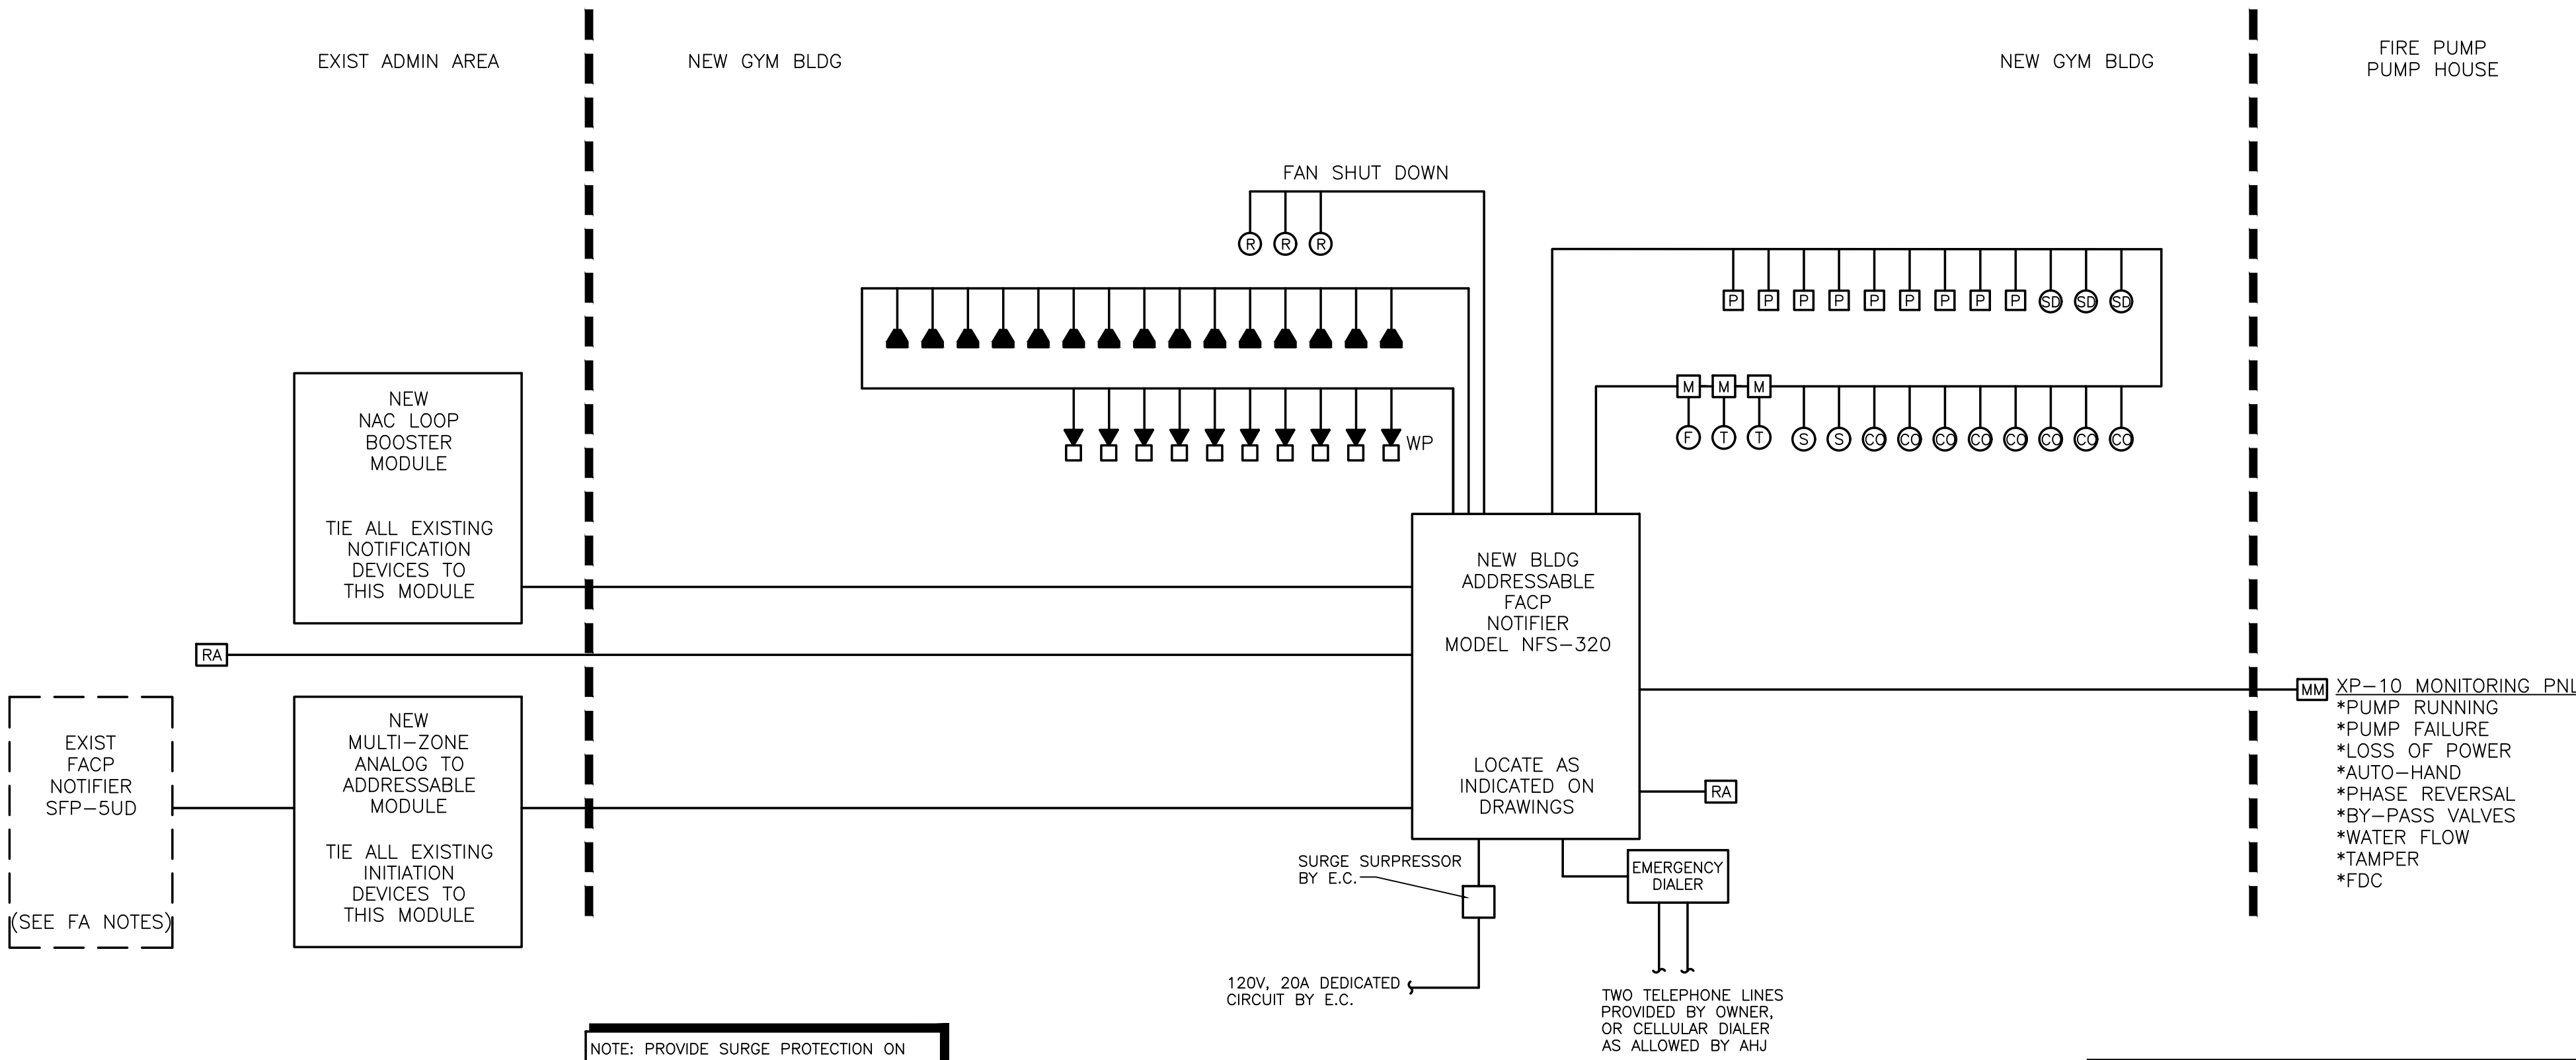 EXIST ADMIN AREA
NEW GYM BLDG
NEW GYM BLDG
FIRE PUMP
PUMP HOUSE
FAN SHUT DOWN
R R R
P P P P P P P P P SD SD SD
M M M
F T T S S CO CO CO CO CO CO CO CO
WP
NEW
NAC LOOP
BOOSTER
MODULE
TIE ALL EXISTING
NOTIFICATION
DEVICES TO
THIS MODULE
RA
EXIST
FACP
NOTIFIER
SFP-5UD
(SEE FA NOTES)
NEW
MULTI-ZONE
ANALOG TO
ADDRESSABLE
MODULE
TIE ALL EXISTING
INITIATION
DEVICES TO
THIS MODULE
NEW BLDG
ADDRESSABLE
FACP
NOTIFIER
MODEL NFS-320
LOCATE AS
INDICATED ON
DRAWINGS
RA
MM
XP-10 MONITORING PNL
*PUMP RUNNING
*PUMP FAILURE
*LOSS OF POWER
*AUTO-HAND
*PHASE REVERSAL
*BY-PASS VALVES
*WATER FLOW
*TAMPER
*FDC
SURGE SURPRESSOR
BY E.C.
EMERGENCY
DIALER
120V, 20A DEDICATED
CIRCUIT BY E.C.
TWO TELEPHONE LINES
PROVIDED BY OWNER,
OR CELLULAR DIALER
AS ALLOWED BY AHJ
NOTE: PROVIDE SURGE PROTECTION ON